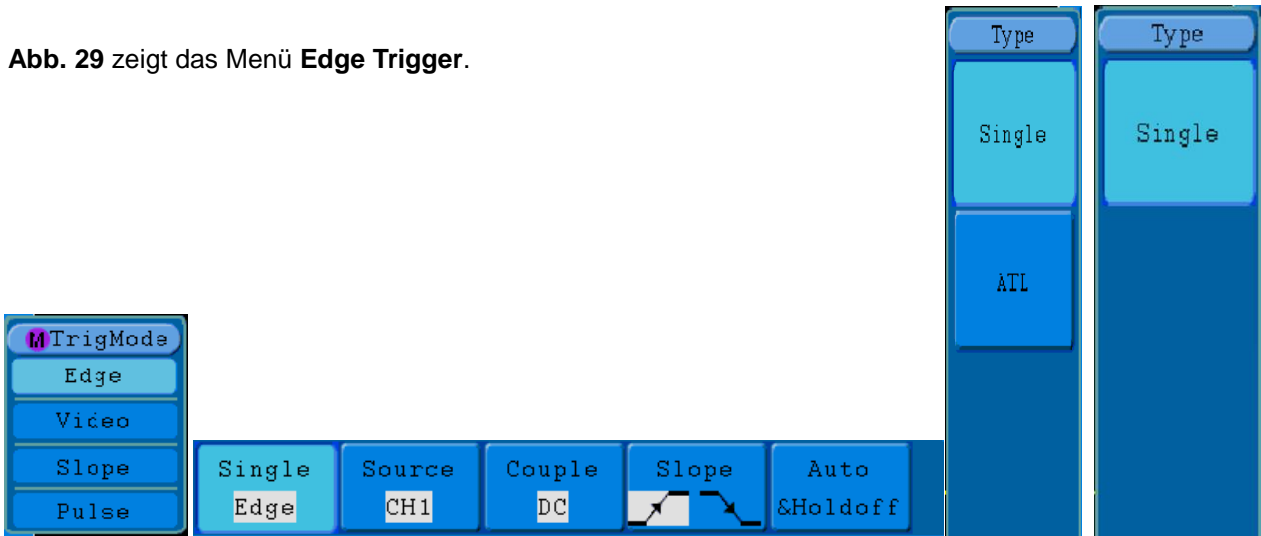 Abb. 29 zeigt das Menü Edge Trigger.
Type
Single
ATL
Type
Single
M TrigMode
Edge
Video
Slope
Pulse
Single
Edge
Source
CH1
Couple
DC
Slope
Auto
&Holdoff